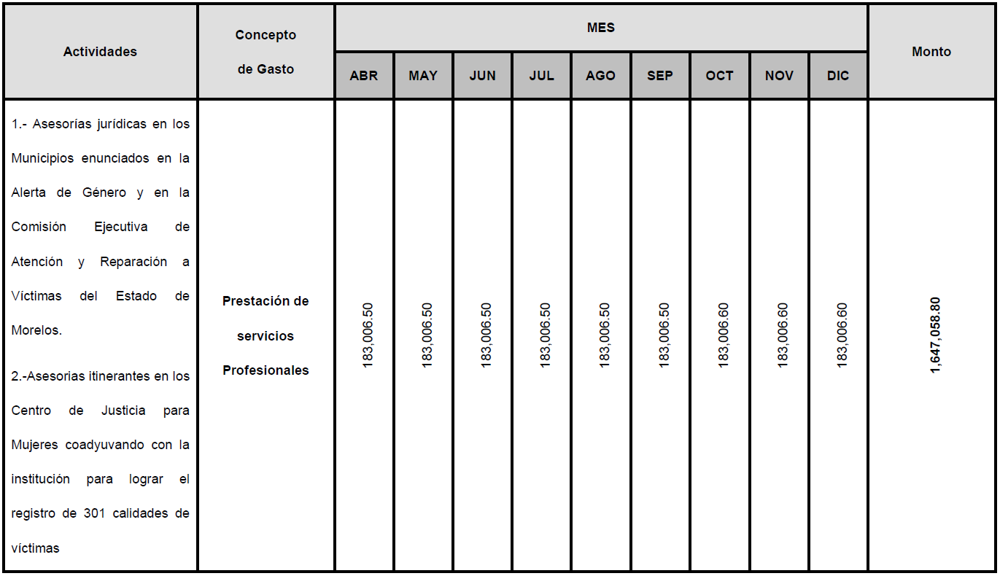 Actividades
Concepto
de Gasto
MES
Monto
ABR MAY JUN JUL AGO SEP OCT NOV DIC
1.- Asesorías jurídicas en los
Municipios enunciados en la
Alerta de Género y en la
Comisión Ejecutiva de
Atención y Reparación a
Víctimas del Estado de
Morelos.
2.-Asesorias itinerantes en los
Centro de Justicia para
Mujeres coadyuvando con la
institución para lograr el
registro de 301 calidades de
víctimas
Prestación de
servicios
Profesionales
183,006.50
183,006.50
183,006.50
183,006.50
183,006.50
183,006.50
183,006.60
183,006.60
183,006.60
1,647,058.80